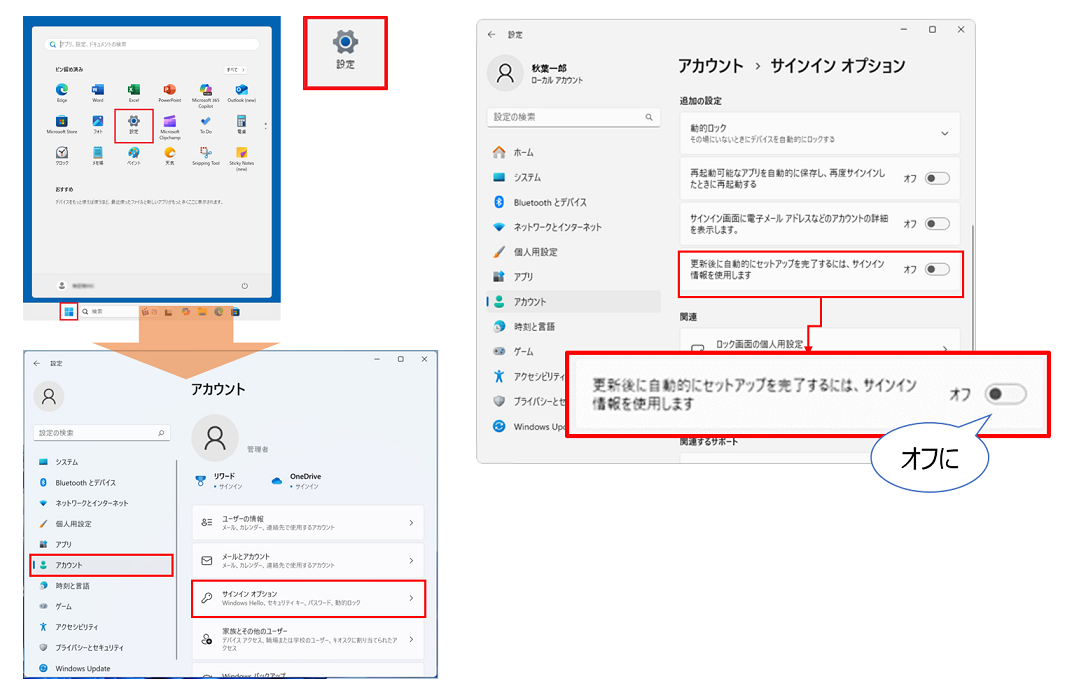 アプリ、設定、ドキュメントの検索
ピン留め済み
すべて
Edge
Word
Excel
PowerPoint
Microsoft 365
Copilot
Outlook (new)
Microsoft Store
フォト
設定
Microsoft
Clipchamp
To Do
電卓
クロック
メモ帳
ペイント
天気
Snipping Tool
Sticky Notes
(new)
おすすめ
デバイスをもっと使えば使うほど、最近使ったファイルと新しいアプリがもっと多くここに表示されます。
検索
設定
設定
アカウント
管理者
設定の検索
リワード
• サインイン
OneDrive
• サインイン
システム
Bluetooth とデバイス
ネットワークとインターネット
個人用設定
アプリ
アカウント
時刻と言語
ゲーム
アクセシビリティ
プライバシーとセキュリティ
Windows Update
ユーザーの情報
メール、カレンダー、連絡先で使用するアカウント
メールとアカウント
メール、カレンダー、連絡先で使用するアカウント
サインイン オプション
Windows Hello、セキュリティ キー、パスワード、動的ロック
家族とその他のユーザー
デバイス アクセス、職場または学校のユーザー、キオスクに割り当てられたア
クセス
Windows バックアップ
設定
秋葉一郎
ローカル アカウント
設定の検索
ホーム
システム
Bluetooth とデバイス
ネットワークとインターネット
個人用設定
アプリ
アカウント
時刻と言語
ゲーム
アクセシビリティ
プライバシーとセ
Windows Upd
アカウント › サインイン オプション
追加の設定
動的ロック
その場にいないときにデバイスを自動的にロックする
再起動可能なアプリを自動的に保存し、再度サインインし
たときに再起動する
オフ
サインイン画面に電子メール アドレスなどのアカウントの詳細
を表示します。
オフ
更新後に自動的にセットアップを完了するには、サインイン
情報を使用します
オフ
関連
ロック画面の個人用設定
更新後に自動的にセットアップを完了するには、サインイン
情報を使用します
オフ
関連するサポート
オフに